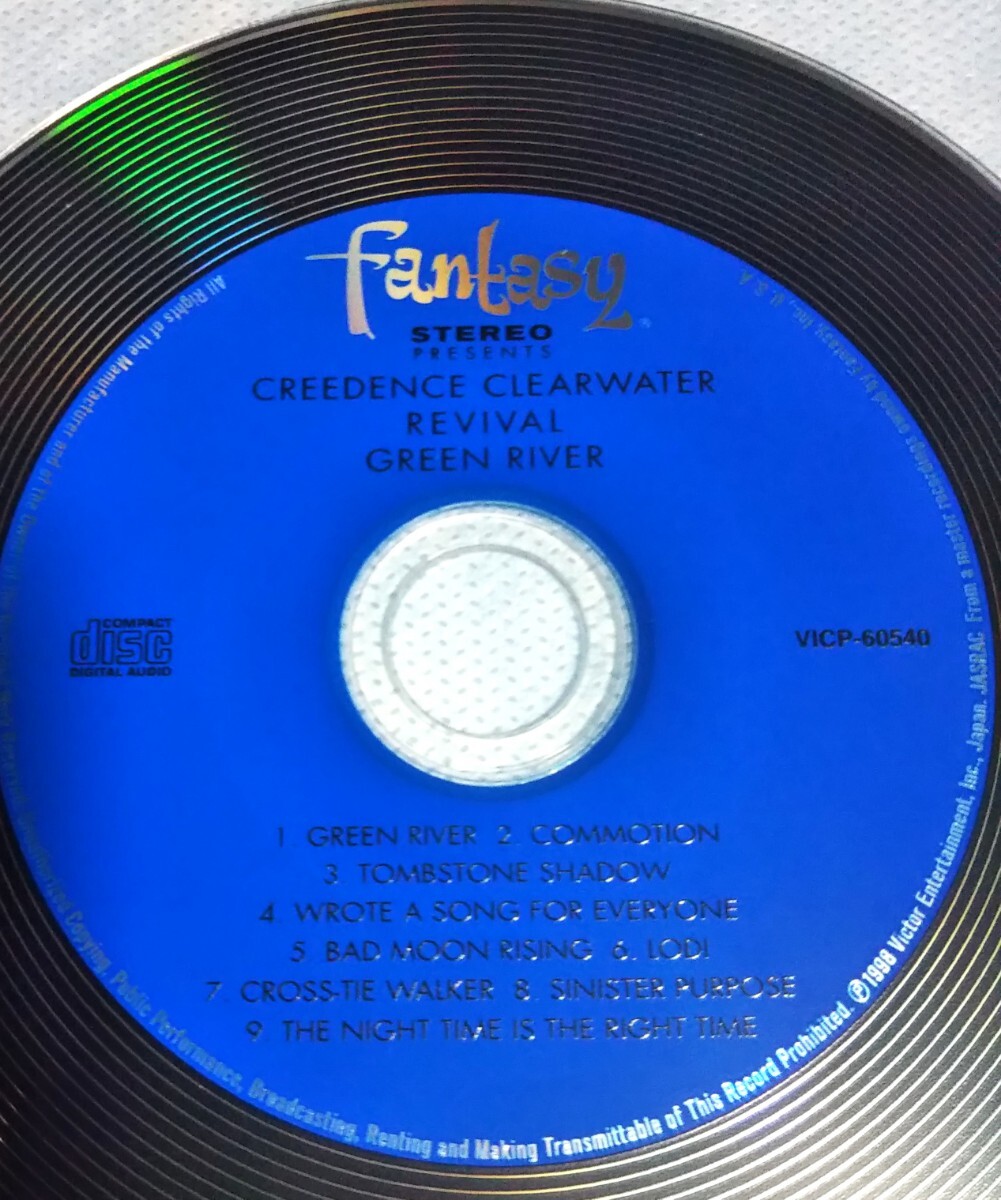 fantasy
STEREO
PRESENTS
CREEDENCE CLEARWATER
REVIVAL
GREEN RIVER
COMPACT
disc
DIGITAL AUDIO
VICP-60540
1. GREEN RIVER 2. COMMOTION
3. TOMBSTONE SHADOW
4. WROTE A SONG FOR EVERYONE
5. BAD MOON RISING 6. LODI
7. CROSS-TIE WALKER 8. SINISTER PURPOSE
9. THE NIGHT TIME IS THE RIGHT TIME
All Rights of the Manufacturer and of the Copying, Public Performance, Broadcasting, Renting and Making Transmittable of This Record Prohibited. ℗1998 Victor Entertainment, Inc., Japan. JASRAC From a master recordings owned by Fantasy, Inc., U.S.A